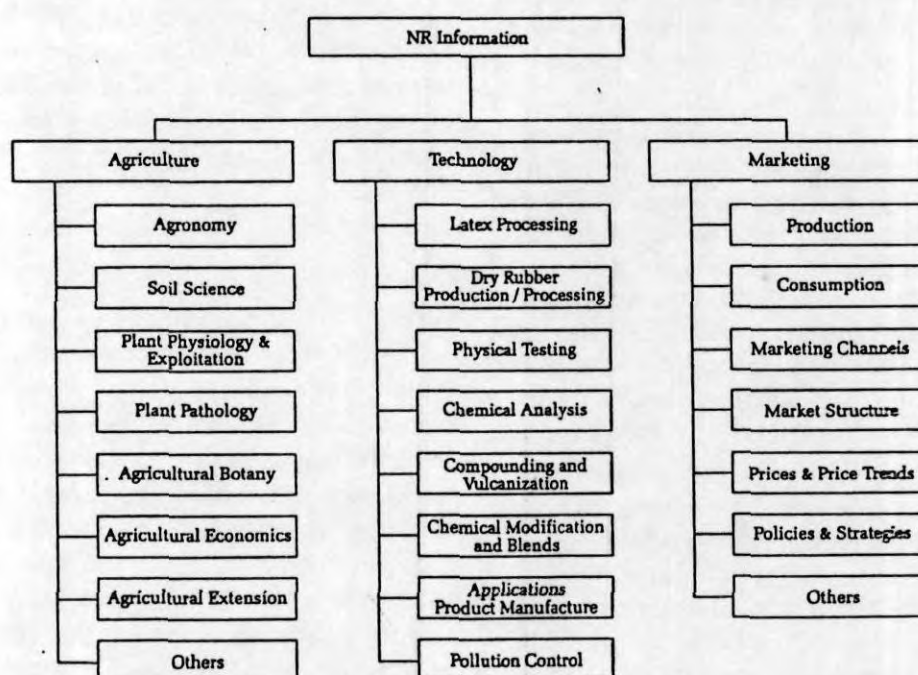 NR Information
Agriculture
Agronomy
Soil Science
Plant Physiology &
Exploitation
Plant Pathology
Agricultural Botany
Agricultural Economics
Agricultural Extension
Others
Technology
Latex Processing
Dry Rubber
Production / Processing
Physical Testing
Chemical Analysis
Compounding and
Vulcanization
Chemical Modification
and Blends
Applications
Product Manufacture
Pollution Control
Marketing
Production
Consumption
Marketing Channels
Market Structure
Prices & Price Trends
Policies & Strategies
Others